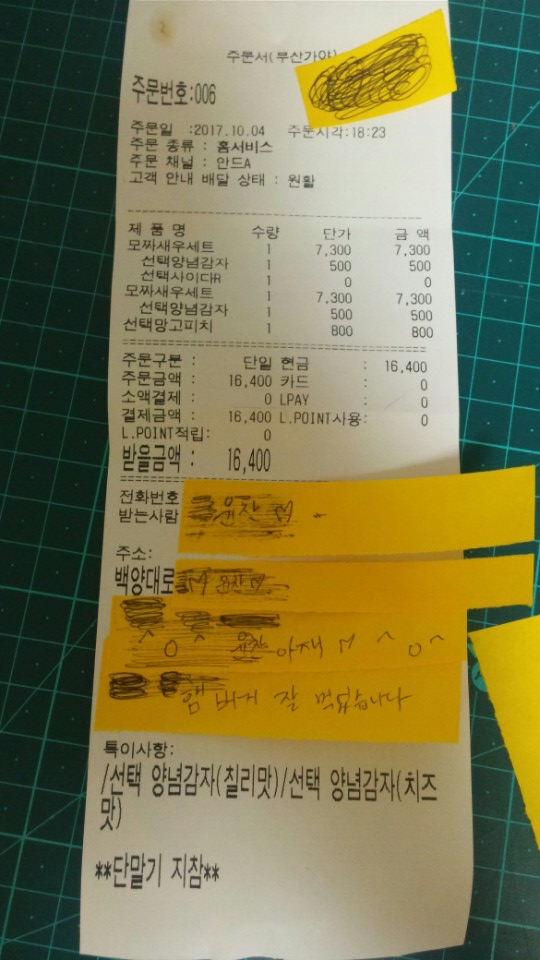 주문서(부산가야)
주문번호:006
주문일 :2017.10.04 주문시각:18:23
주문 종류 : 홈서비스
주문 채널 : 안드A
고객 안내 배달 상태 : 원활
제 품 명 수량 단가 금 액
모짜새우세트 1 7,300 7,300
선택양념감자 1 500 500
선택사이다R 1 0 0
모짜새우세트 1 7,300 7,300
선택양념감자 1 500 500
선택망고피치 1 800 800
주문구분 : 단일 현금 : 16,400
주문금액 : 16,400 카드 : 0
소액결제 : 0 LPAY : 0
결제금액 : 16,400 L.POINT사용: 0
L.POINT적립: 0
받을금액 : 16,400
전화번호
받는사람 윤찬
주소:
백양대로 윤찬
^ O ^ 윤찬 아재 ^ O ^
햄버거 잘 먹었습니다
특이사항:
/선택 양념감자(칠리맛)/선택 양념감자(치즈
맛)
**단말기 지참**